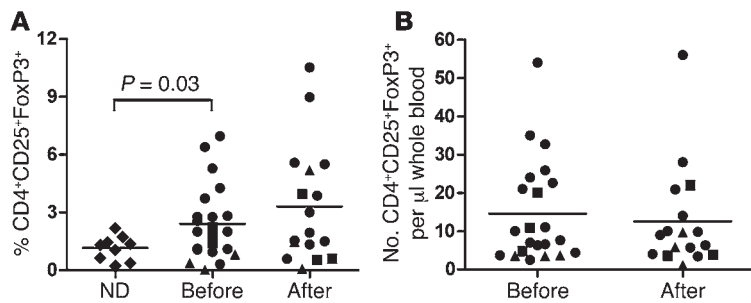 A
% CD4+CD25+FoxP3+
12
9
6
3
0
P = 0.03
ND Before After
B
No. CD4+CD25+FoxP3+
per µl whole blood
60
50
40
30
20
10
0
Before After